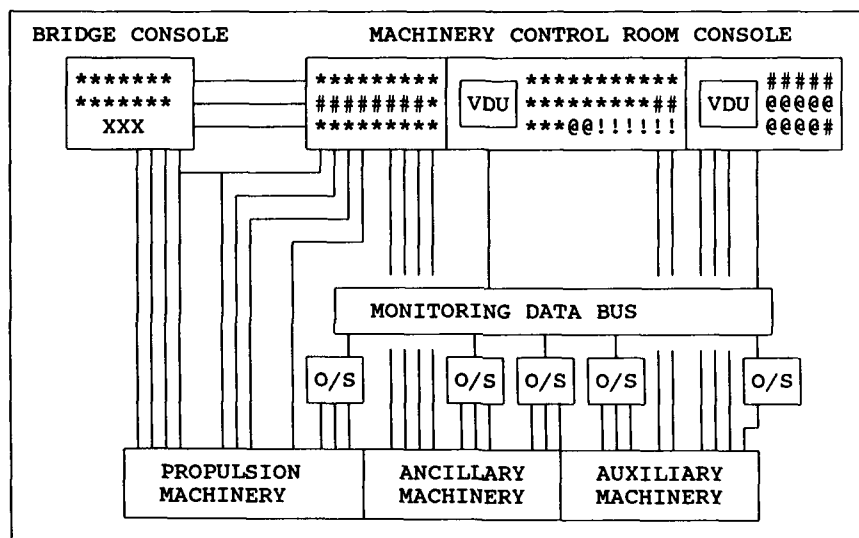 BRIDGE CONSOLE
MACHINERY CONTROL ROOM CONSOLE
*******
*******
XXX
*********
########*
*********
VDU
***********
*********##
***@@!!!!!!
VDU
#####
@@@@@
@@@@#
MONITORING DATA BUS
O/S
O/S
O/S
O/S
O/S
PROPULSION
MACHINERY
ANCILLARY
MACHINERY
AUXILIARY
MACHINERY